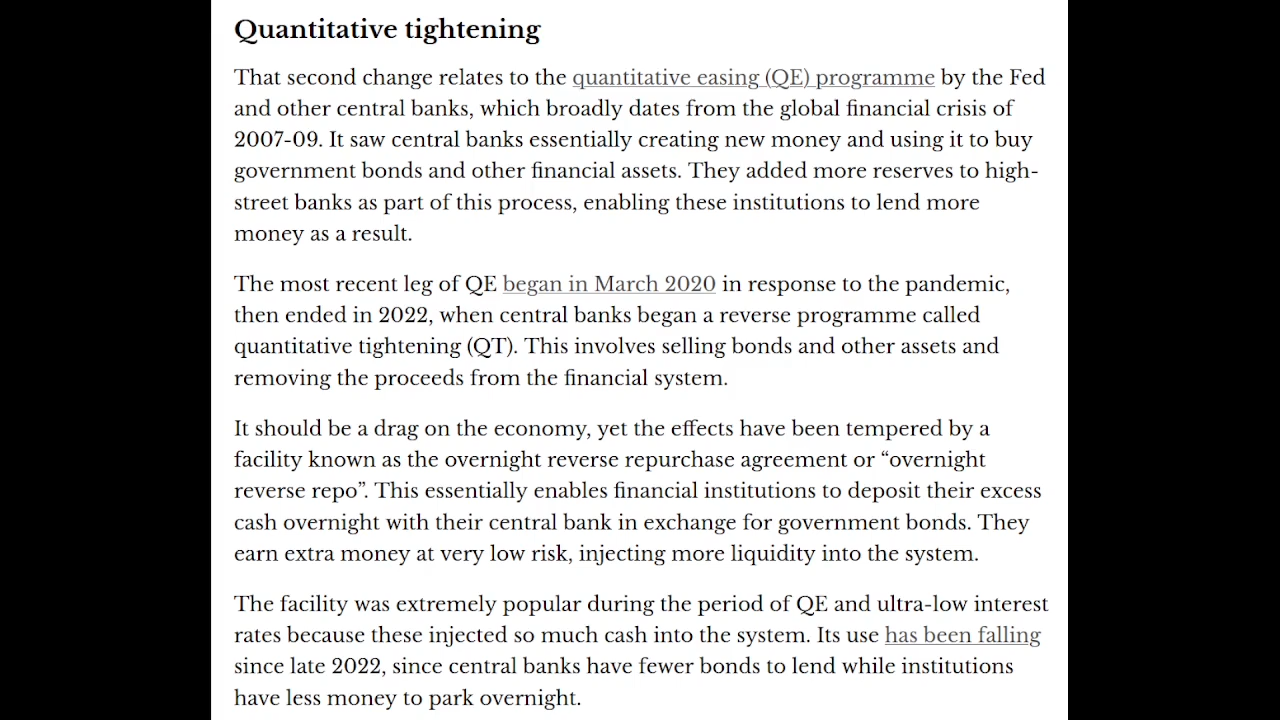 Quantitative tightening
That second change relates to the quantitative easing (QE) programme by the Fed
and other central banks, which broadly dates from the global financial crisis of
2007-09. It saw central banks essentially creating new money and using it to buy
government bonds and other financial assets. They added more reserves to high-
street banks as part of this process, enabling these institutions to lend more
money as a result.
The most recent leg of QE began in March 2020 in response to the pandemic,
then ended in 2022, when central banks began a reverse programme called
quantitative tightening (QT). This involves selling bonds and other assets and
removing the proceeds from the financial system.
It should be a drag on the economy, yet the effects have been tempered by a
facility known as the overnight reverse repurchase agreement or “overnight
reverse repo”. This essentially enables financial institutions to deposit their excess
cash overnight with their central bank in exchange for government bonds. They
earn extra money at very low risk, injecting more liquidity into the system.
The facility was extremely popular during the period of QE and ultra-low interest
rates because these injected so much cash into the system. Its use has been falling
since late 2022, since central banks have fewer bonds to lend while institutions
have less money to park overnight.